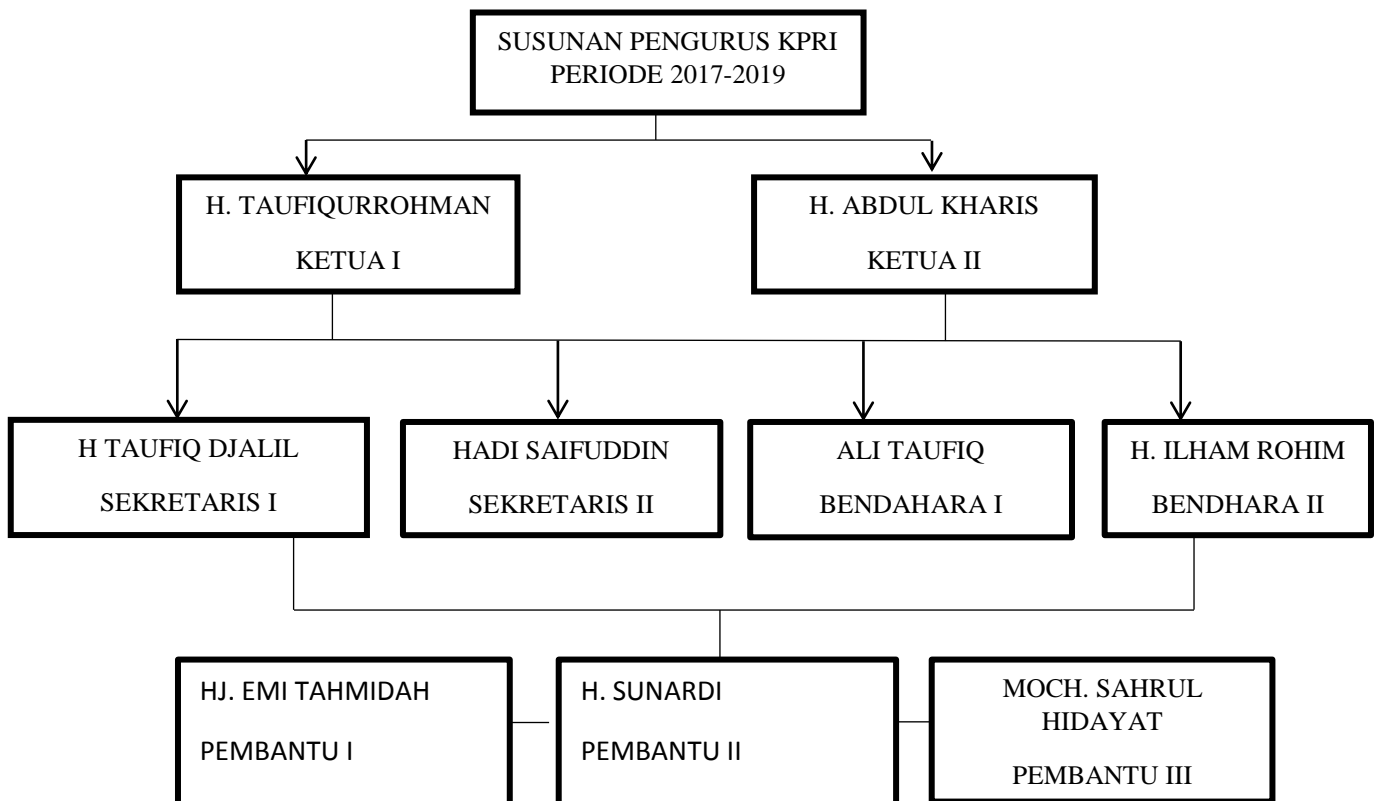 SUSUNAN PENGURUS KPRI
PERIODE 2017-2019
H. TAUFIQURROHMAN
KETUA I
H. ABDUL KHARIS
KETUA II
H TAUFIQ DJALIL
SEKRETARIS I
HADI SAIFUDDIN
SEKRETARIS II
ALI TAUFIQ
BENDAHARA I
H. ILHAM ROHIM
BENDHARA II
HJ. EMI TAHMIDAH
PEMBANTU I
H. SUNARDI
PEMBANTU II
MOCH. SAHRUL
HIDAYAT
PEMBANTU III